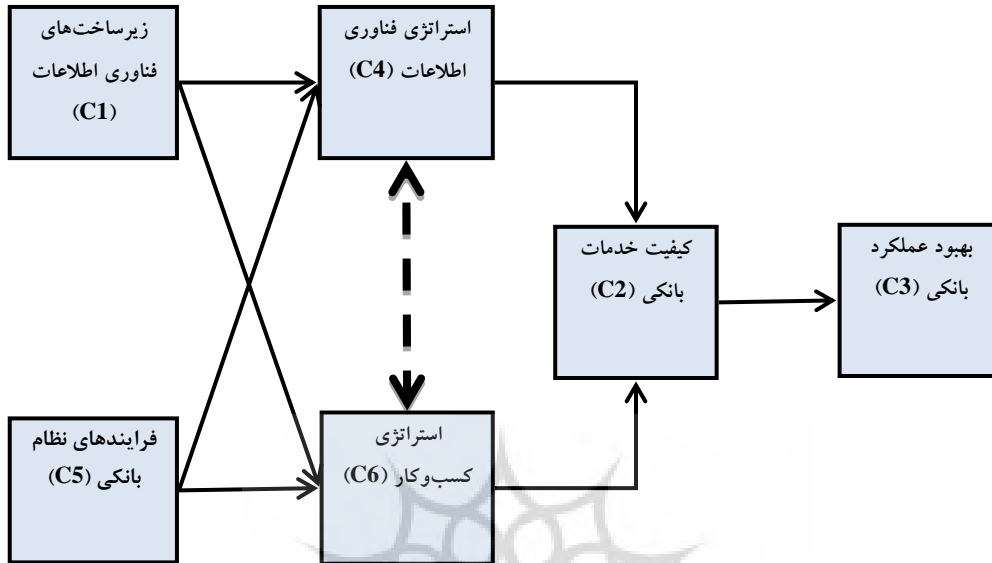 زیرساخت‌های
فناوری اطلاعات
(C1)
استراتژی فناوری
اطلاعات (C4)
کیفیت خدمات
بانکی (C2)
بهبود عملکرد
بانکی (C3)
فرایندهای نظام
بانکی (C5)
استراتژی
کسب‌وکار (C6)